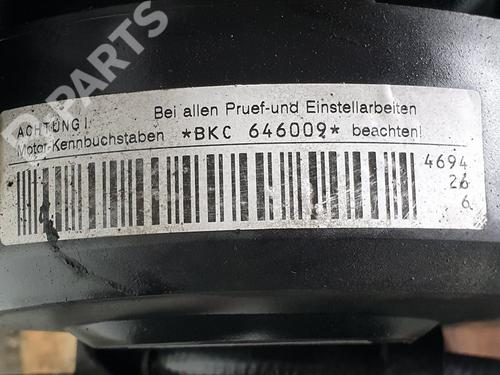 B-PARTS
ACHTUNG! Bei allen Pruef-und Einstellarbeiten
Motor-Kennbuchstaben *BKC 646009* beachten!
4694
26
6